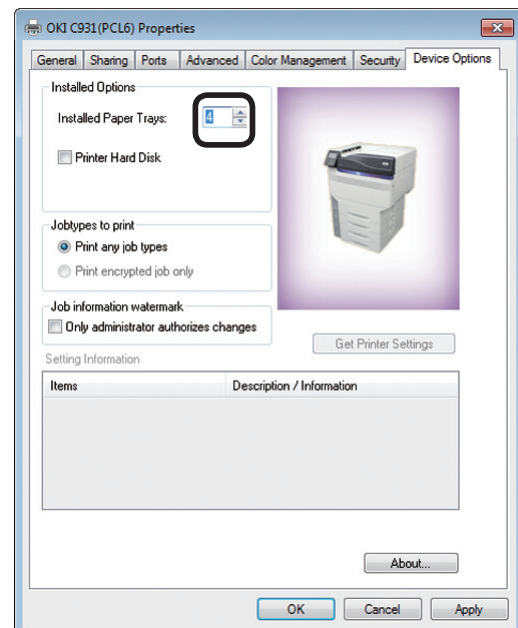 OKI C931(PCL6) Properties
General Sharing Ports Advanced Color Management Security Device Options
Installed Options
Installed Paper Trays: 4
Printer Hard Disk
Jobtypes to print
Print any job types
Print encrypted job only
Job information watermark
Only administrator authorizes changes
Get Printer Settings
Setting Information
Items Description / Information
About...
OK Cancel Apply